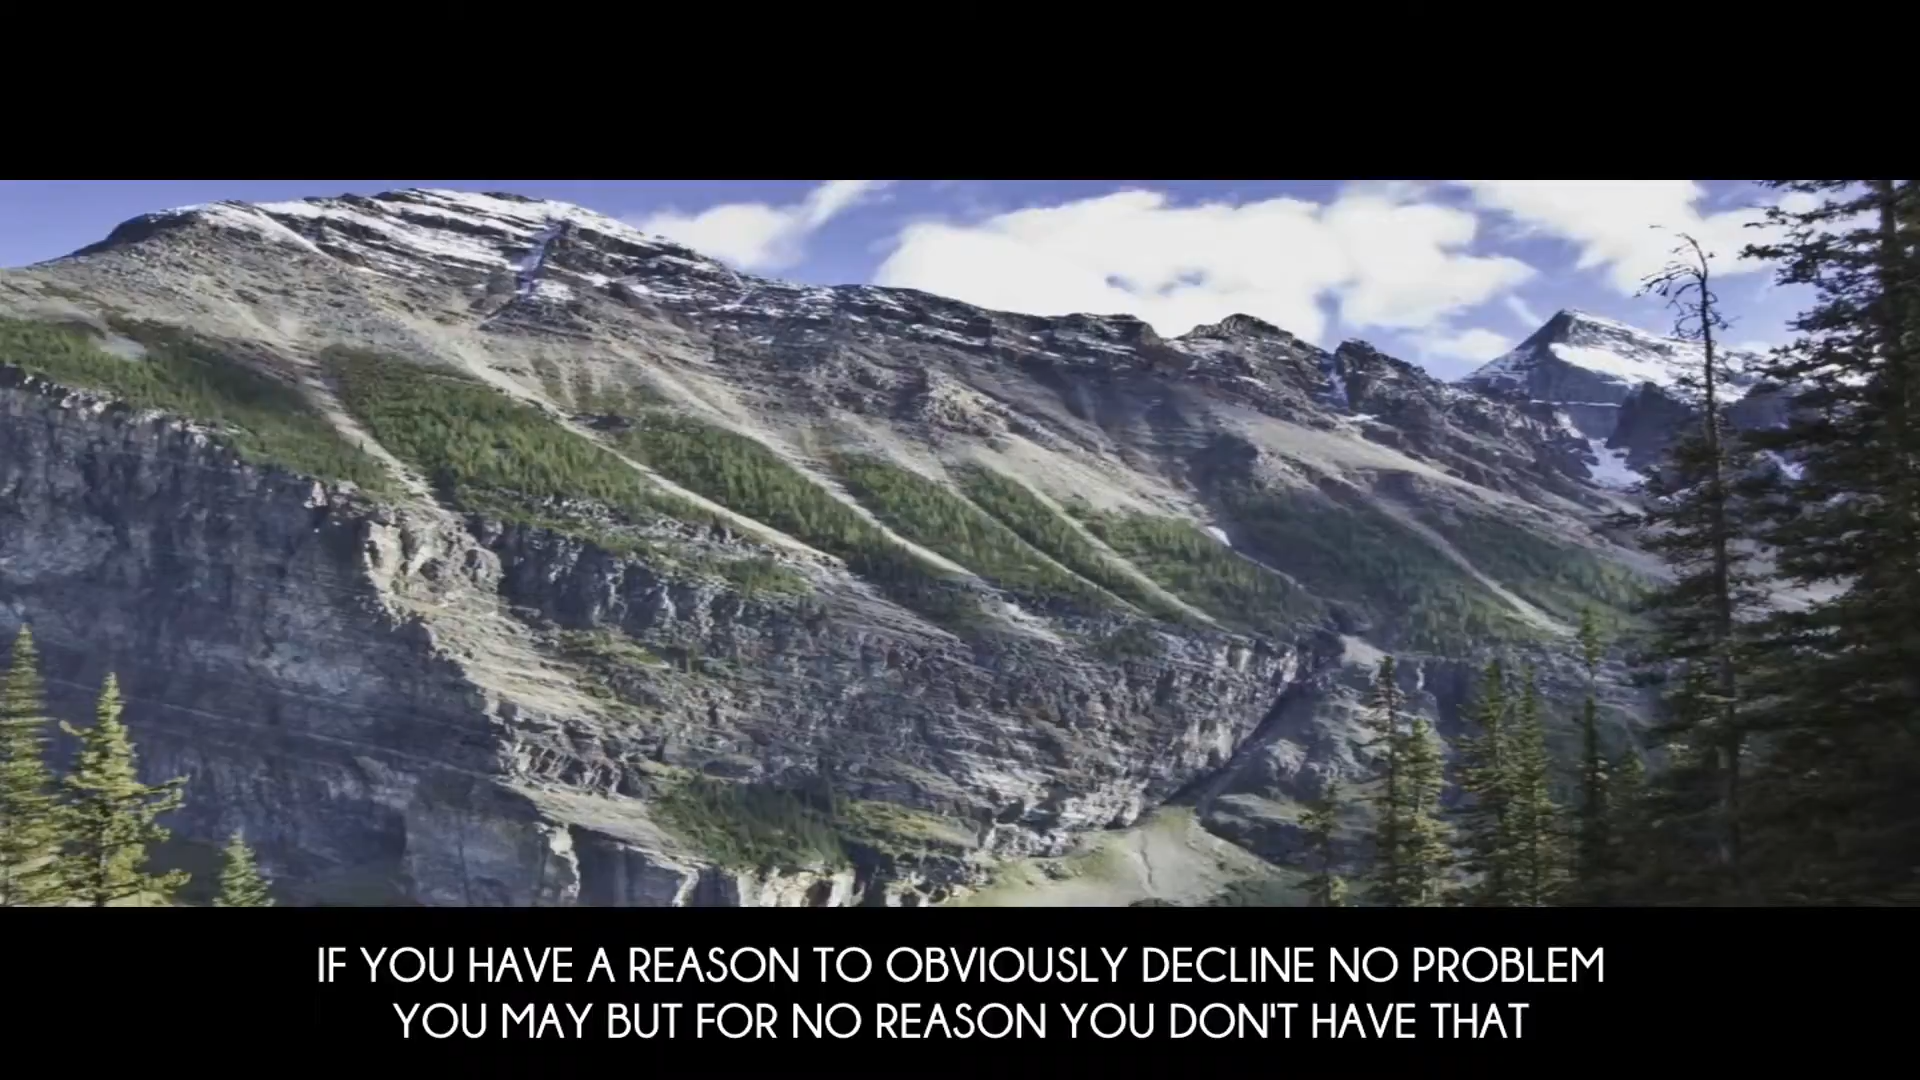 IF YOU HAVE A REASON TO OBVIOUSLY DECLINE NO PROBLEM
YOU MAY BUT FOR NO REASON YOU DON'T HAVE THAT